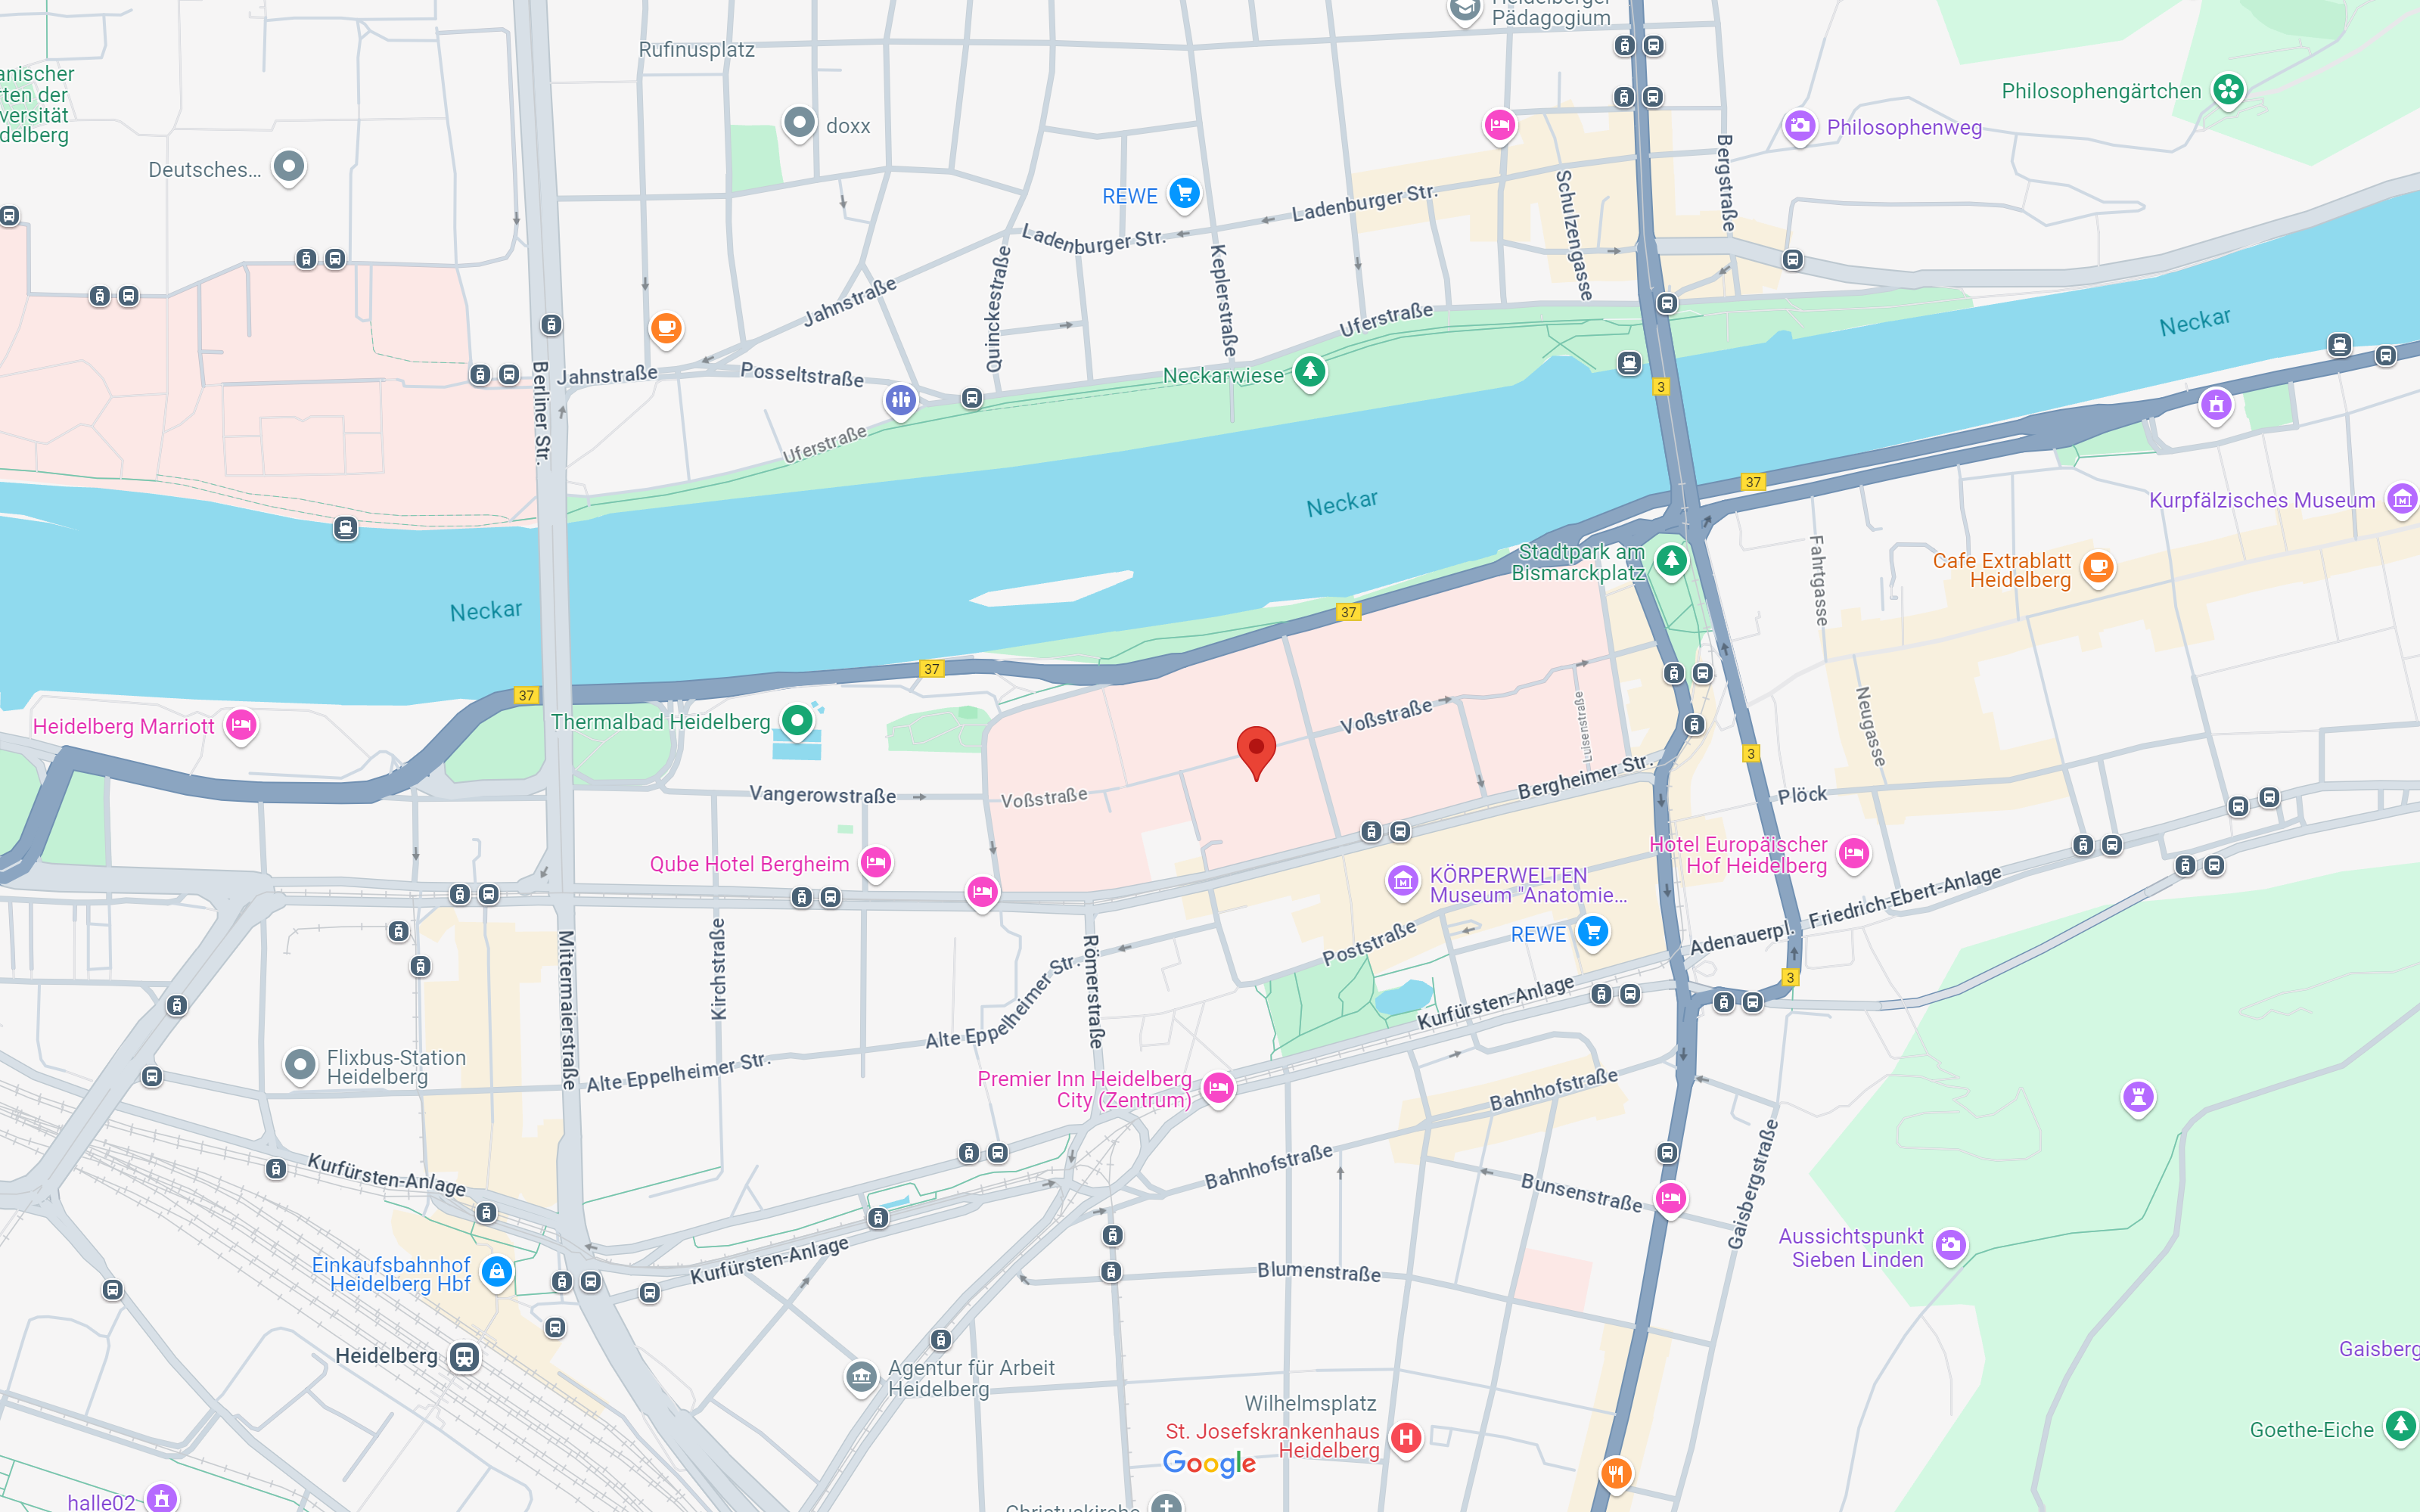 Heidelberger
Pädagogium
Rufinusplatz
anischer
rten der
versität
delberg
Philosophengärtchen
doxx
Philosophenweg
Deutsches...
Bergstraße
REWE
Ladenburger Str.
Schulzengasse
Ladenburger Str.
Quinckestraße
Keplerstraße
Jahnstraße
Uferstraße
Neckar
Jahnstraße
Posseltstraße
Neckarwiese
3
Berliner Str.
Uferstraße
37
Neckar
Kurpfälzisches Museum
Stadtpark am
Bismarckplatz
Fahrtgasse
Cafe Extrablatt
Heidelberg
Neckar
37
37
37
Heidelberg Marriott
Thermalbad Heidelberg
Voßstraße
Luisenstraße
Neugasse
3
Bergheimer Str.
Vangerowstraße
Voßstraße
Plöck
Qube Hotel Bergheim
Hotel Europäischer
Hof Heidelberg
KÖRPERWELTEN
Museum "Anatomie...
Friedrich-Ebert-Anlage
REWE
Adenauerpl.
Poststraße
Mittermaierstraße
Kirchstraße
Römerstraße
Alte Eppelheimer Str.
Kurfürsten-Anlage
3
Flixbus-Station
Heidelberg
Alte Eppelheimer Str.
Premier Inn Heidelberg
City (Zentrum)
Bahnhofstraße
Kurfürsten-Anlage
Bahnhofstraße
Bunsenstraße
Gaisbergstraße
Aussichtspunkt
Sieben Linden
Kurfürsten-Anlage
Einkaufsbahnhof
Heidelberg Hbf
Blumenstraße
Heidelberg
Gaisberg
Agentur für Arbeit
Heidelberg
Wilhelmsplatz
St. Josefskrankenhaus
Heidelberg
H
Goethe-Eiche
Google
halle02
Christuskirche